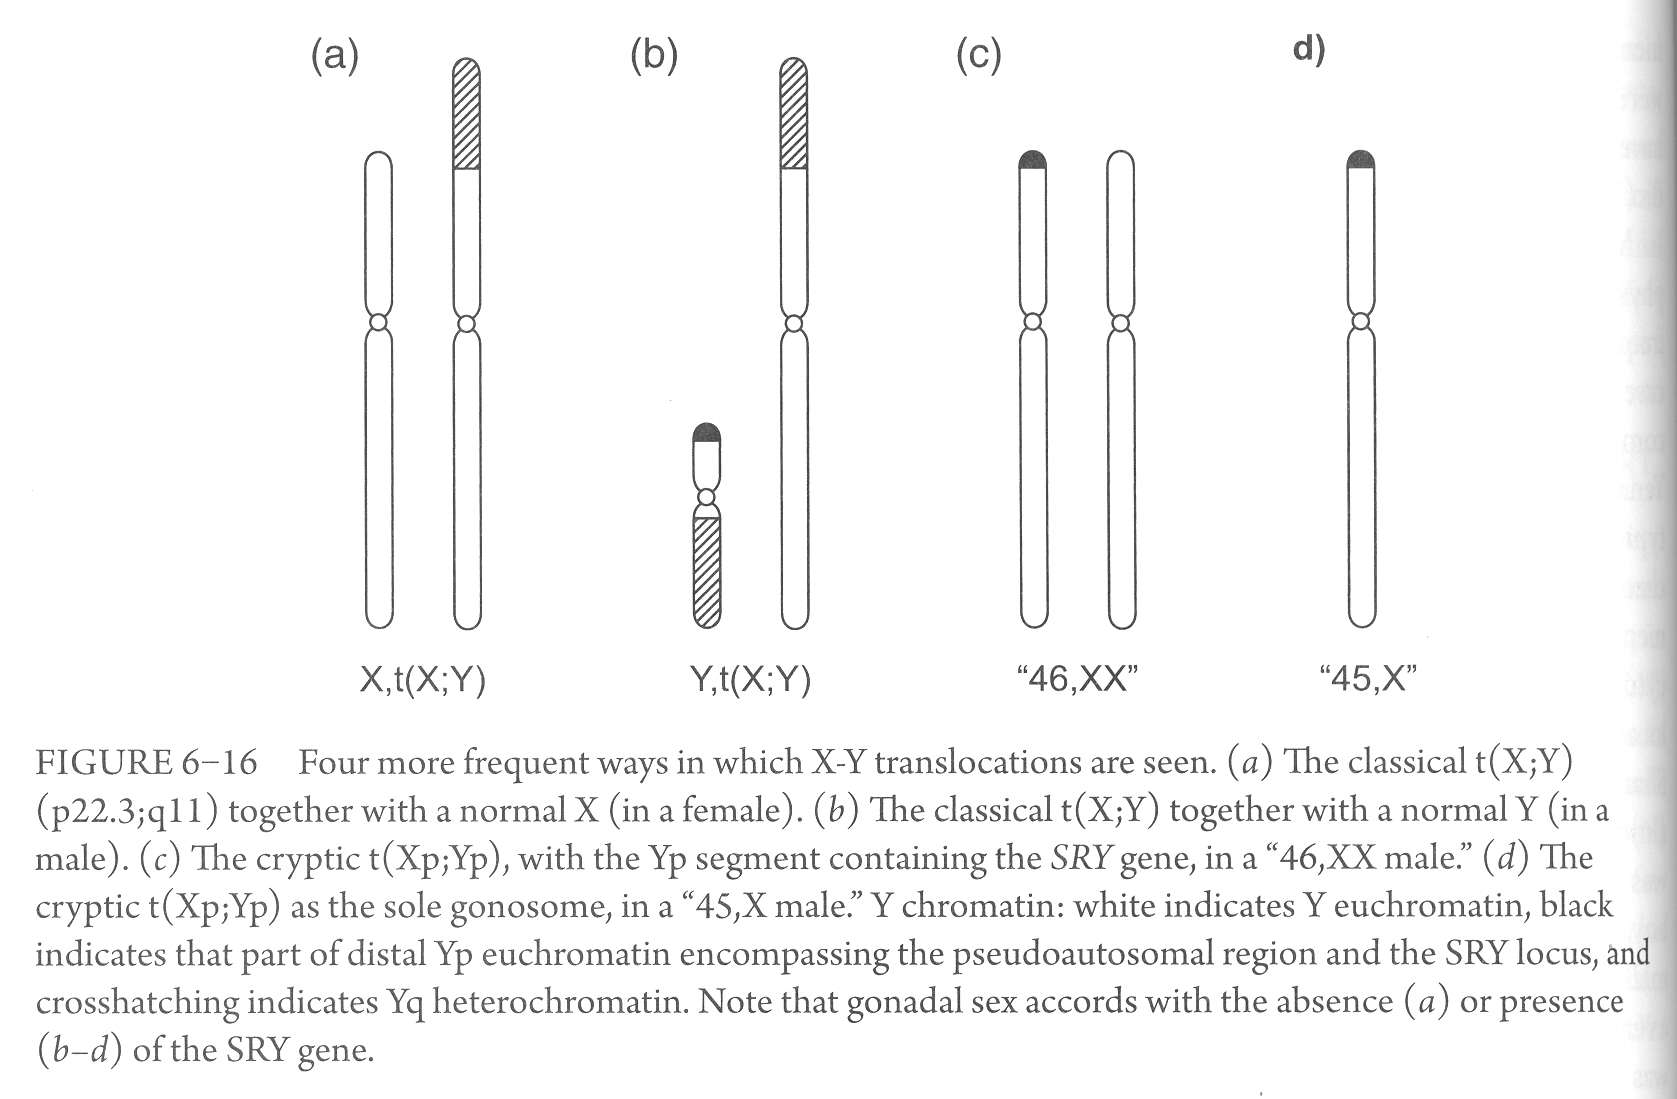 (a) (b) (c) d)
X,t(X;Y) Y,t(X;Y) “46,XX” “45,X”
FIGURE 6–16 Four more frequent ways in which X-Y translocations are seen. (a) The classical t(X;Y)
(p22.3;q11) together with a normal X (in a female). (b) The classical t(X;Y) together with a normal Y (in a
male). (c) The cryptic t(Xp;Yp), with the Yp segment containing the SRY gene, in a “46,XX male.” (d) The
cryptic t(Xp;Yp) as the sole gonosome, in a “45,X male.” Y chromatin: white indicates Y euchromatin, black
indicates that part of distal Yp euchromatin encompassing the pseudoautosomal region and the SRY locus, and
crosshatching indicates Yq heterochromatin. Note that gonadal sex accords with the absence (a) or presence
(b–d) of the SRY gene.